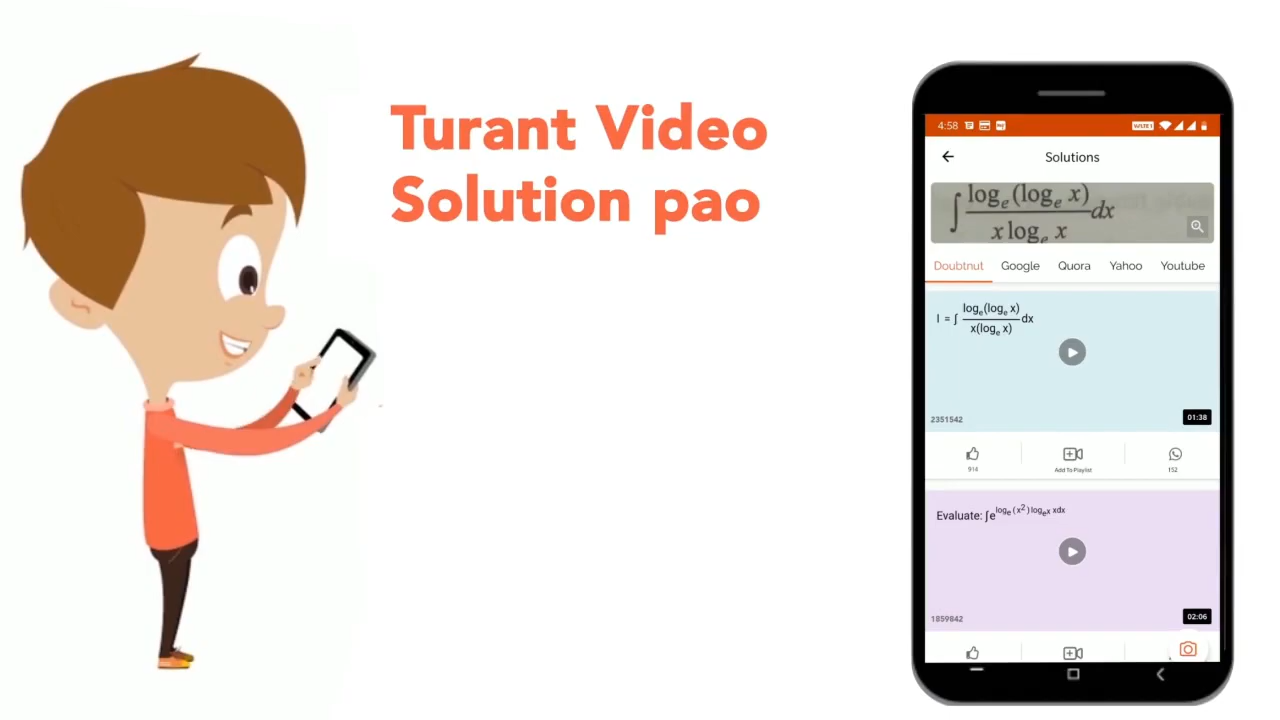 Turant Video
Solution pao
4:58
VoLTE1
Solutions
∫ logₑ (logₑ x) / x logₑ x dx
Doubtnut Google Quora Yahoo Youtube
I = ∫ logₑ(logₑ x) / x(logₑ x) dx
2351542 01:38
914 Add To Playlist 152
Evaluate: ∫e^logₑ(x²)logₑx xdx
1859842 02:06